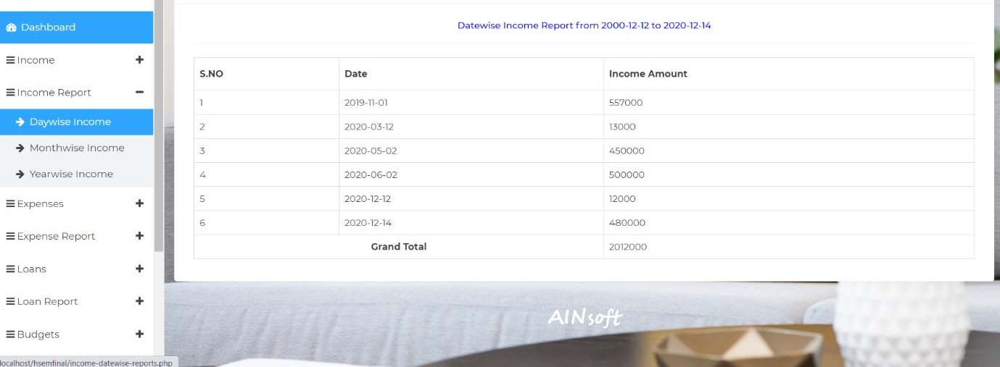 Dashboard
Income
Income Report
Daywise Income
Monthwise Income
Yearwise Income
Expenses
Expense Report
Loans
Loan Report
Budgets
localhost/hsemfinal/income-datewise-reports.php
Datewise Income Report from 2000-12-12 to 2020-12-14
S.NO Date Income Amount
1 2019-11-01 557000
2 2020-03-12 13000
3 2020-05-02 450000
4 2020-06-02 500000
5 2020-12-12 12000
6 2020-12-14 480000
Grand Total 2012000
AINsoft